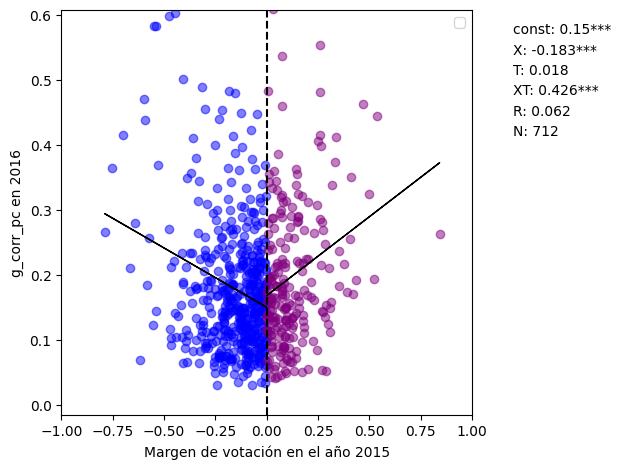 0.6
0.5
0.4
0.3
0.2
0.1
0.0
g_corr_pc en 2016
−1.00 −0.75 −0.50 −0.25 0.00 0.25 0.50 0.75 1.00
Margen de votación en el año 2015
const: 0.15***
X: -0.183***
T: 0.018
XT: 0.426***
R: 0.062
N: 712